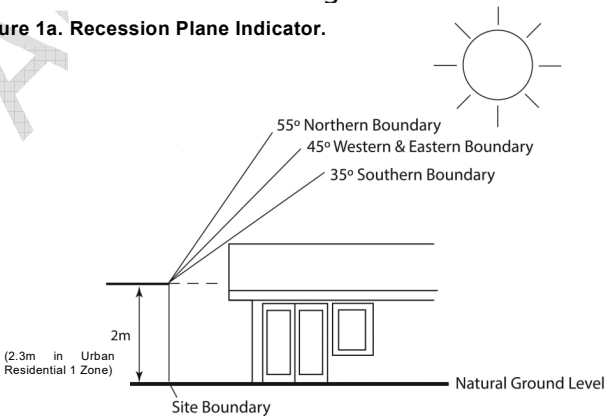 ure 1a. Recession Plane Indicator.
55º Northern Boundary
45º Western & Eastern Boundary
35º Southern Boundary
2m
(2.3m in Urban
Residential 1 Zone)
Natural Ground Level
Site Boundary